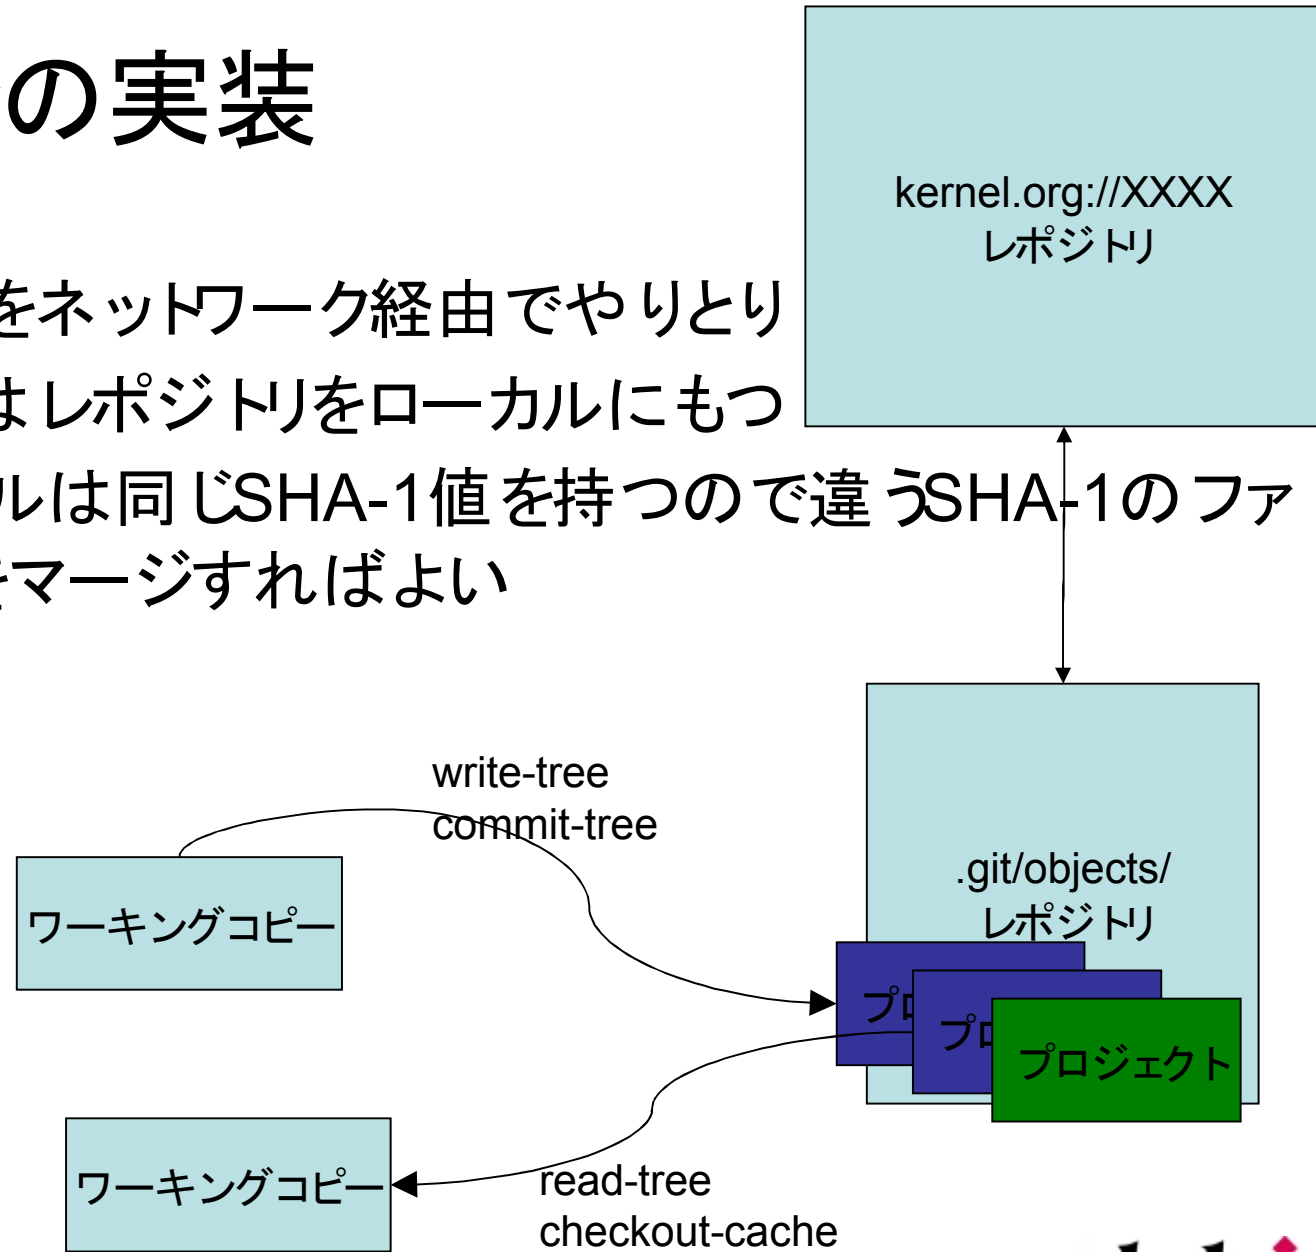 の実装
kernel.org://XXXX
レポジトリ
をネットワーク経由でやりとり
はレポジトリをローカルにもつ
ルは同じSHA-1値を持つので違うSHA-1のファ
をマージすればよい
write-tree
commit-tree
ワーキングコピー
.git/objects/
レポジトリ
プロ
プロ
プロジェクト
ワーキングコピー
read-tree
checkout-cache